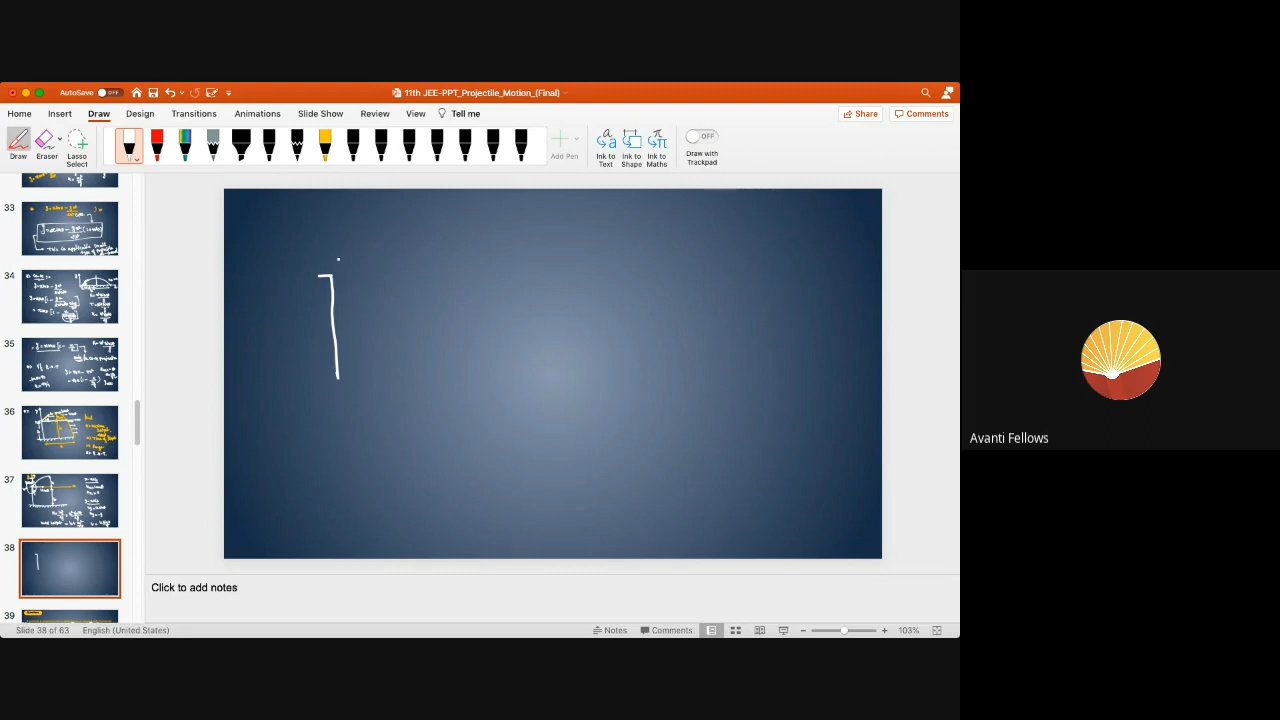 AutoSave OFF
11th JEE-PPT_Projectile_Motion_(Final)
Home Insert Draw Design Transitions Animations Slide Show Review View Tell me
Share Comments
Draw Eraser Lasso Select
Add Pen
Ink to Text Ink to Shape Ink to Maths
OFF
Draw with Trackpad
33
34
35
36
37
38
39
Click to add notes
Slide 38 of 63 English (United States) Notes Comments 103%
Avanti Fellows